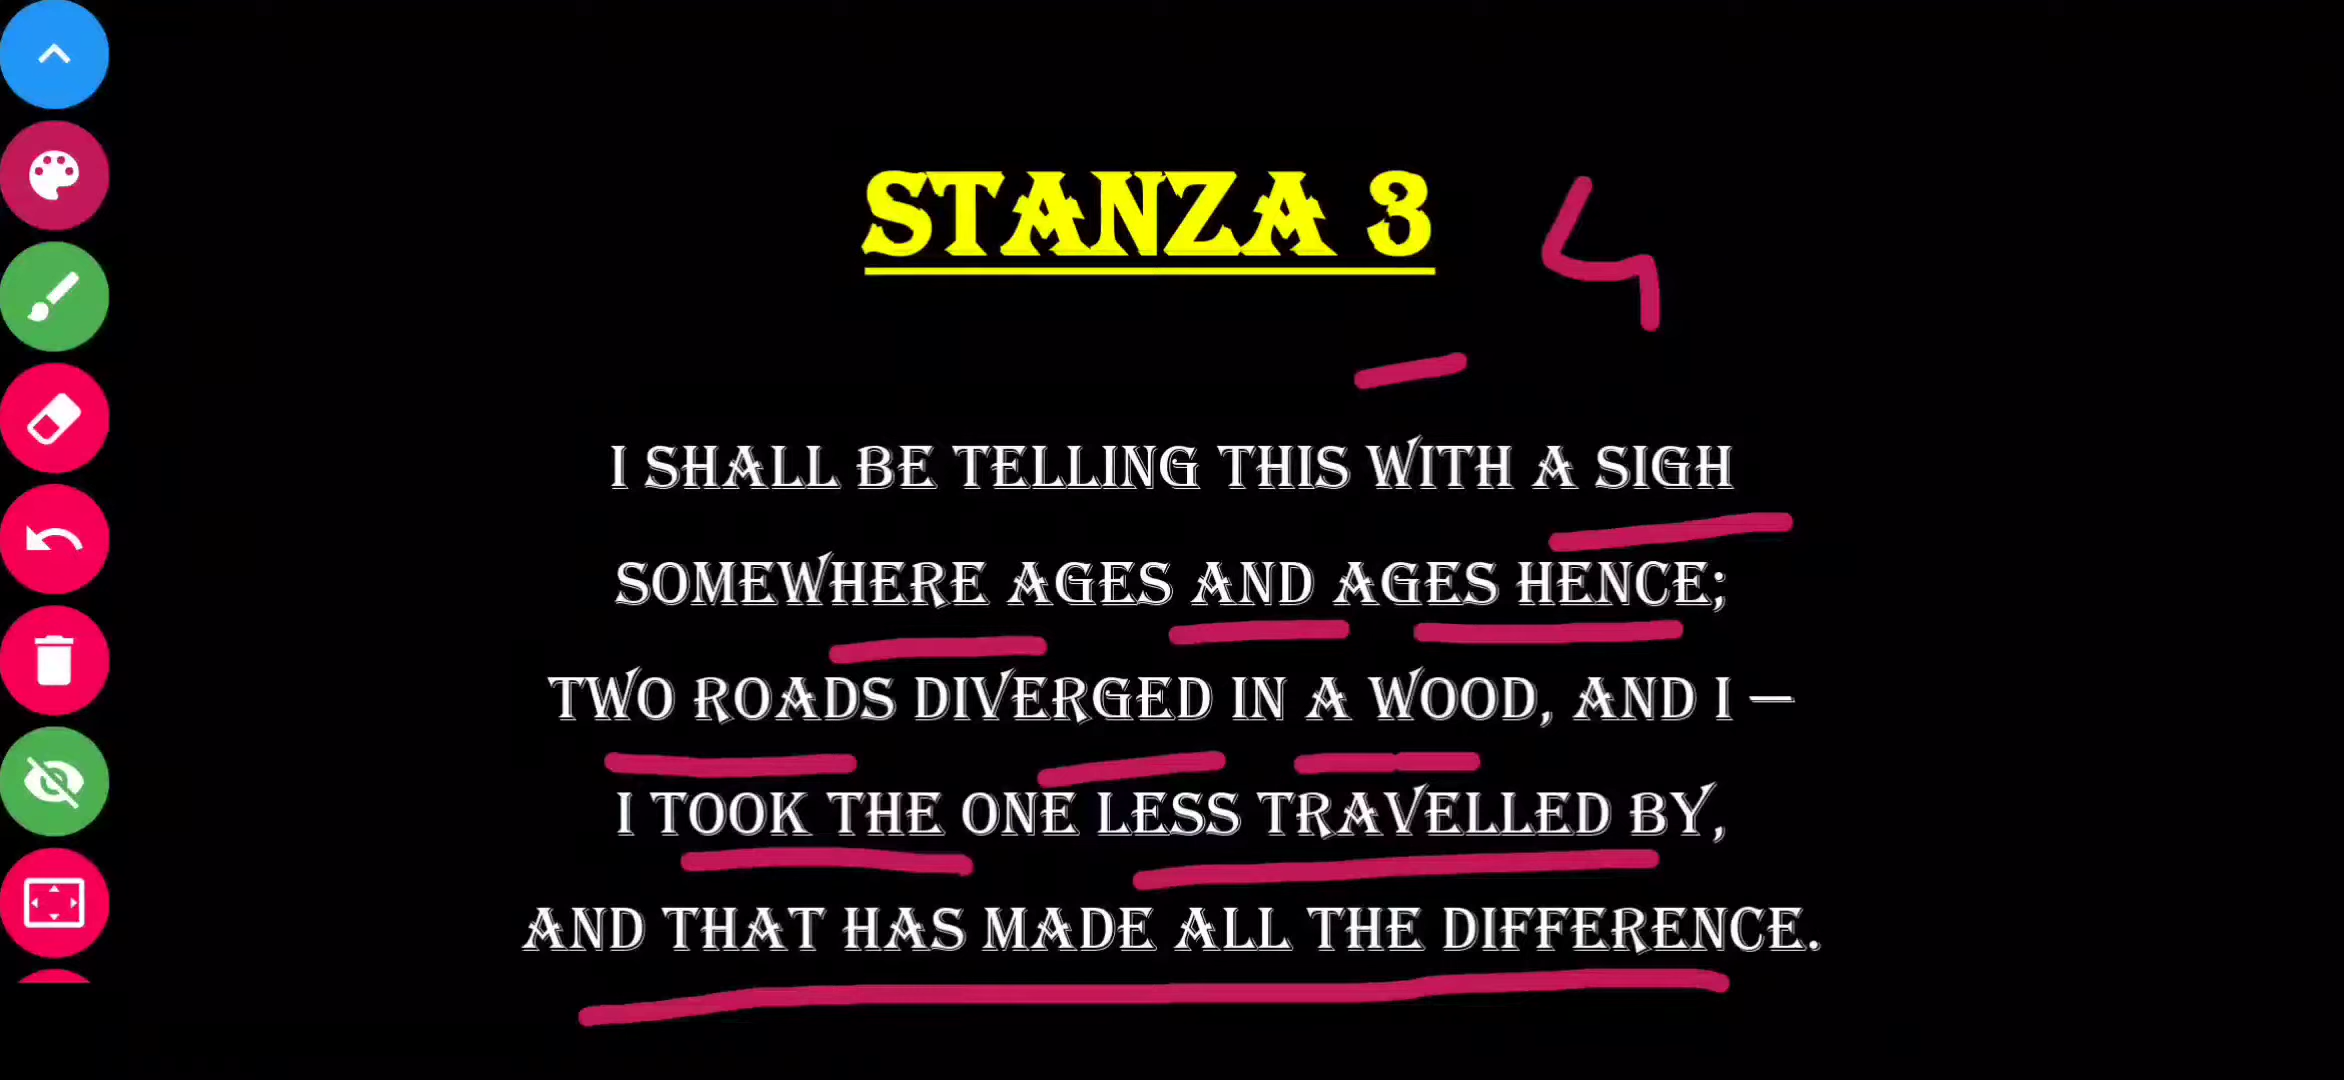 STANZA 3 4
I SHALL BE TELLING THIS WITH A SIGH
SOMEWHERE AGES AND AGES HENCE;
TWO ROADS DIVERGED IN A WOOD, AND I —
I TOOK THE ONE LESS TRAVELLED BY,
AND THAT HAS MADE ALL THE DIFFERENCE.